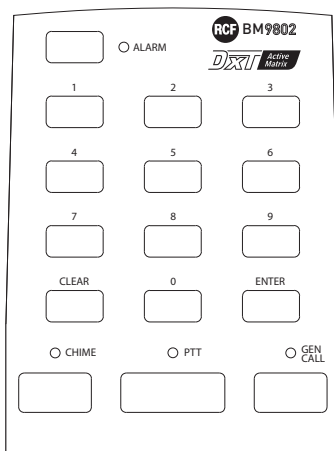 RCF BM9802
ALARM
DXT Active Matrix
1 2 3
4 5 6
7 8 9
CLEAR 0 ENTER
CHIME PTT GEN CALL